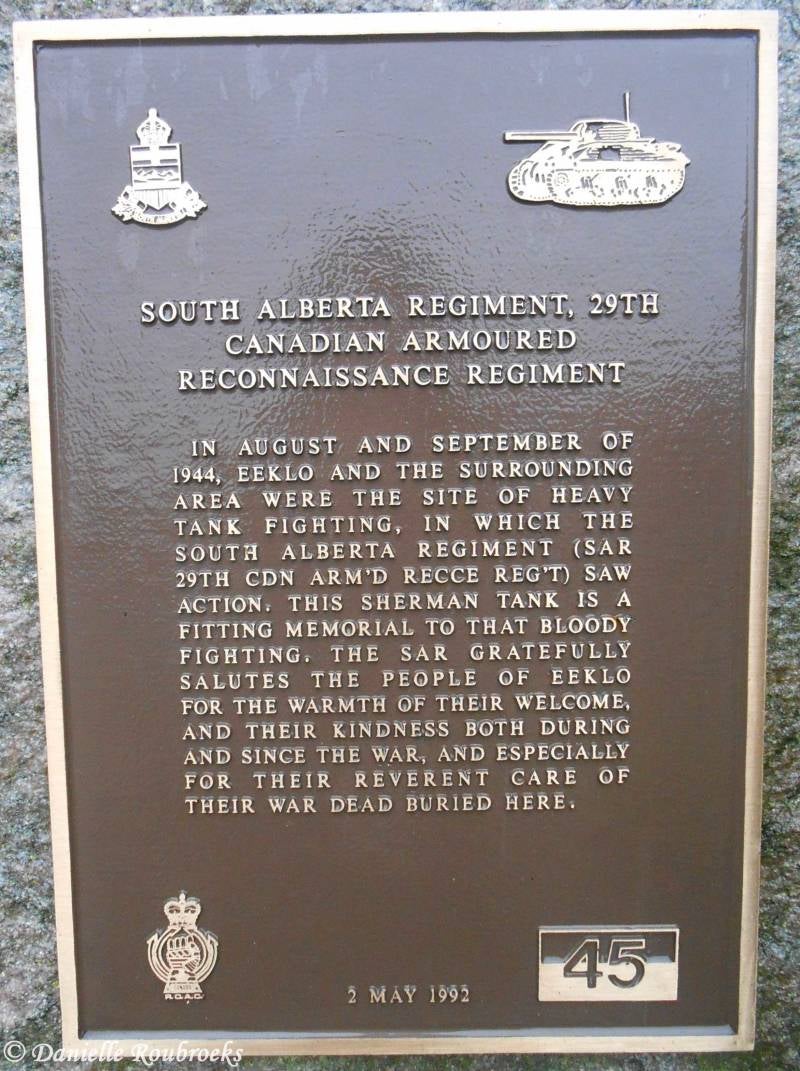 SOUTH ALBERTA REGIMENT, 29TH
CANADIAN ARMOURED
RECONNAISSANCE REGIMENT
IN AUGUST AND SEPTEMBER OF
1944, EEKLO AND THE SURROUNDING
AREA WERE THE SITE OF HEAVY
TANK FIGHTING, IN WHICH THE
SOUTH ALBERTA REGIMENT (SAR
29TH CDN ARM'D RECCE REG'T) SAW
ACTION. THIS SHERMAN TANK IS A
FITTING MEMORIAL TO THAT BLOODY
FIGHTING. THE SAR GRATEFULLY
SALUTES THE PEOPLE OF EEKLO
FOR THE WARMTH OF THEIR WELCOME,
AND THEIR KINDNESS BOTH DURING
AND SINCE THE WAR, AND ESPECIALLY
FOR THEIR REVERENT CARE OF
THEIR WAR DEAD BURIED HERE.
R.C.A.C.
2 MAY 1992
45
© Danielle Roubroeks